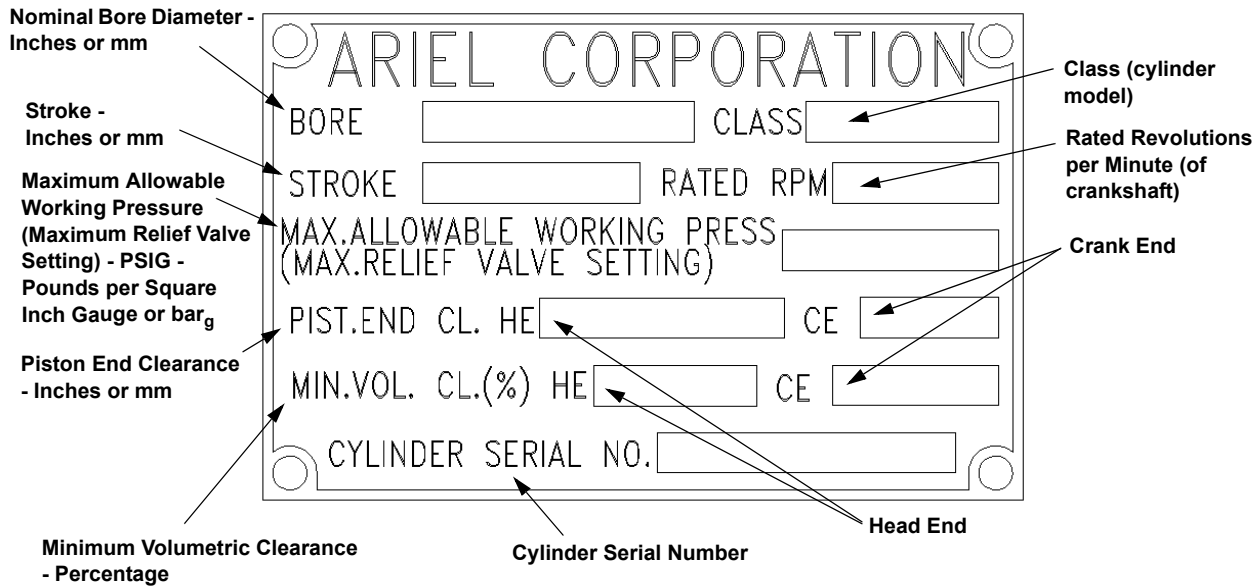 Nominal Bore Diameter -
Inches or mm
Stroke -
Inches or mm
Maximum Allowable
Working Pressure
(Maximum Relief Valve
Setting) - PSIG -
Pounds per Square
Inch Gauge or barg
Piston End Clearance
- Inches or mm
Minimum Volumetric Clearance
- Percentage
ARIEL CORPORATION
BORE CLASS
STROKE RATED RPM
MAX.ALLOWABLE WORKING PRESS
(MAX.RELIEF VALVE SETTING)
PIST.END CL. HE CE
MIN.VOL. CL.(%) HE CE
CYLINDER SERIAL NO.
Class (cylinder
model)
Rated Revolutions
per Minute (of
crankshaft)
Crank End
Head End
Cylinder Serial Number